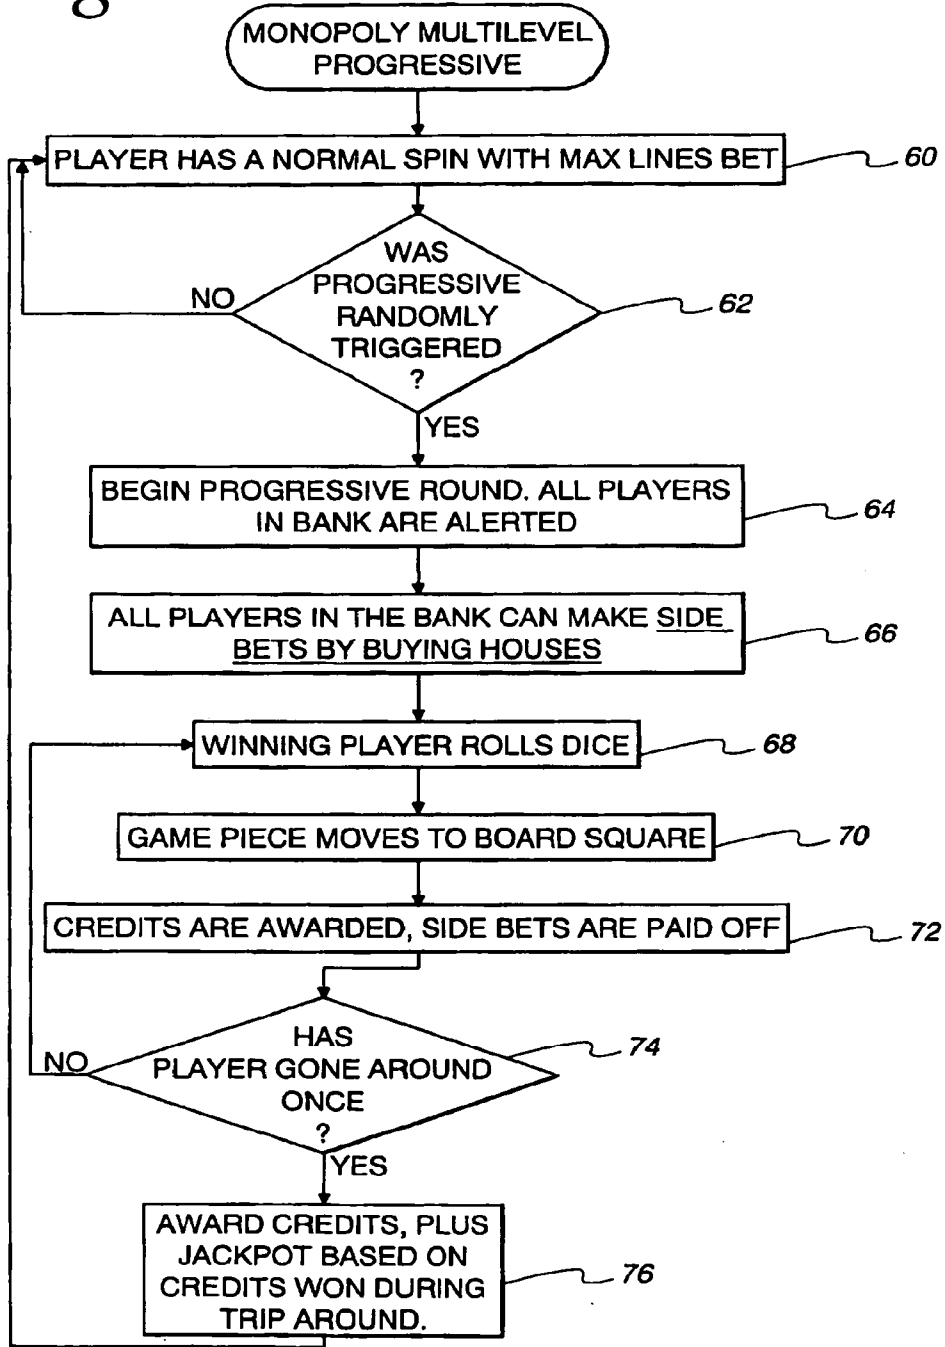 MONOPOLY MULTILEVEL
PROGRESSIVE
PLAYER HAS A NORMAL SPIN WITH MAX LINES BET
60
WAS
PROGRESSIVE
RANDOMLY
TRIGGERED
?
62
NO
YES
BEGIN PROGRESSIVE ROUND. ALL PLAYERS
IN BANK ARE ALERTED
64
ALL PLAYERS IN THE BANK CAN MAKE SIDE
BETS BY BUYING HOUSES
66
WINNING PLAYER ROLLS DICE
68
GAME PIECE MOVES TO BOARD SQUARE
70
CREDITS ARE AWARDED, SIDE BETS ARE PAID OFF
72
HAS
PLAYER GONE AROUND
ONCE
?
74
NO
YES
AWARD CREDITS, PLUS
JACKPOT BASED ON
CREDITS WON DURING
TRIP AROUND.
76